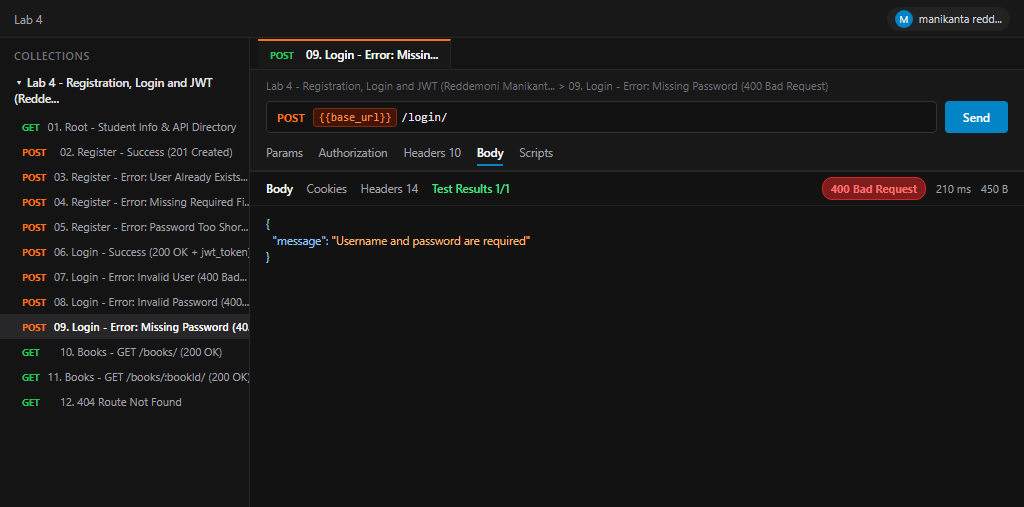 Lab 4
M manikanta redd...
COLLECTIONS
Lab 4 - Registration, Login and JWT
(Redde...
GET 01. Root - Student Info & API Directory
POST 02. Register - Success (201 Created)
POST 03. Register - Error: User Already Exists...
POST 04. Register - Error: Missing Required Fi...
POST 05. Register - Error: Password Too Shor...
POST 06. Login - Success (200 OK + jwt_token)
POST 07. Login - Error: Invalid User (400 Bad...
POST 08. Login - Error: Invalid Password (400...
POST 09. Login - Error: Missing Password (40.
GET 10. Books - GET /books/ (200 OK)
GET 11. Books - GET /books/:bookId/ (200 OK)
GET 12. 404 Route Not Found
POST 09. Login - Error: Missin...
Lab 4 - Registration, Login and JWT (Reddemoni Manikant... > 09. Login - Error: Missing Password (400 Bad Request)
POST {{base_url}} /login/
Send
Params Authorization Headers 10 Body Scripts
Body Cookies Headers 14 Test Results 1/1
400 Bad Request 210 ms 450 B
{
"message": "Username and password are required"
}